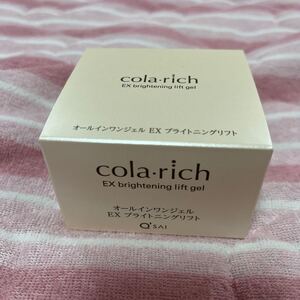 cola·rich
EX brightening lift gel
オールインワンジェル EX ブライトニングリフト
cola·rich
EX brightening lift gel
オールインワンジェル
EX ブライトニングリフト
Q'SAI